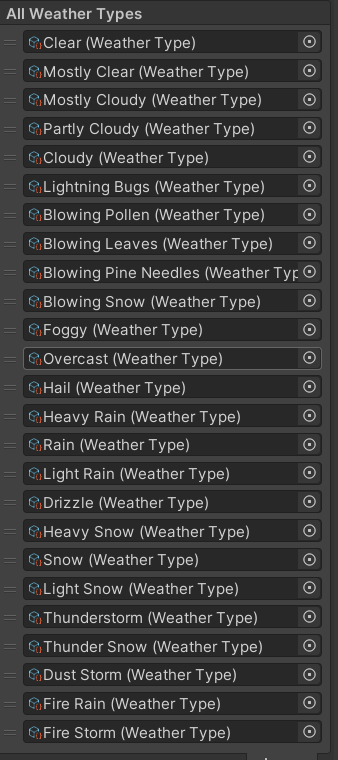 All Weather Types
Clear (Weather Type)
Mostly Clear (Weather Type)
Mostly Cloudy (Weather Type)
Partly Cloudy (Weather Type)
Cloudy (Weather Type)
Lightning Bugs (Weather Type)
Blowing Pollen (Weather Type)
Blowing Leaves (Weather Type)
Blowing Pine Needles (Weather Typ
Blowing Snow (Weather Type)
Foggy (Weather Type)
Overcast (Weather Type)
Hail (Weather Type)
Heavy Rain (Weather Type)
Rain (Weather Type)
Light Rain (Weather Type)
Drizzle (Weather Type)
Heavy Snow (Weather Type)
Snow (Weather Type)
Light Snow (Weather Type)
Thunderstorm (Weather Type)
Thunder Snow (Weather Type)
Dust Storm (Weather Type)
Fire Rain (Weather Type)
Fire Storm (Weather Type)